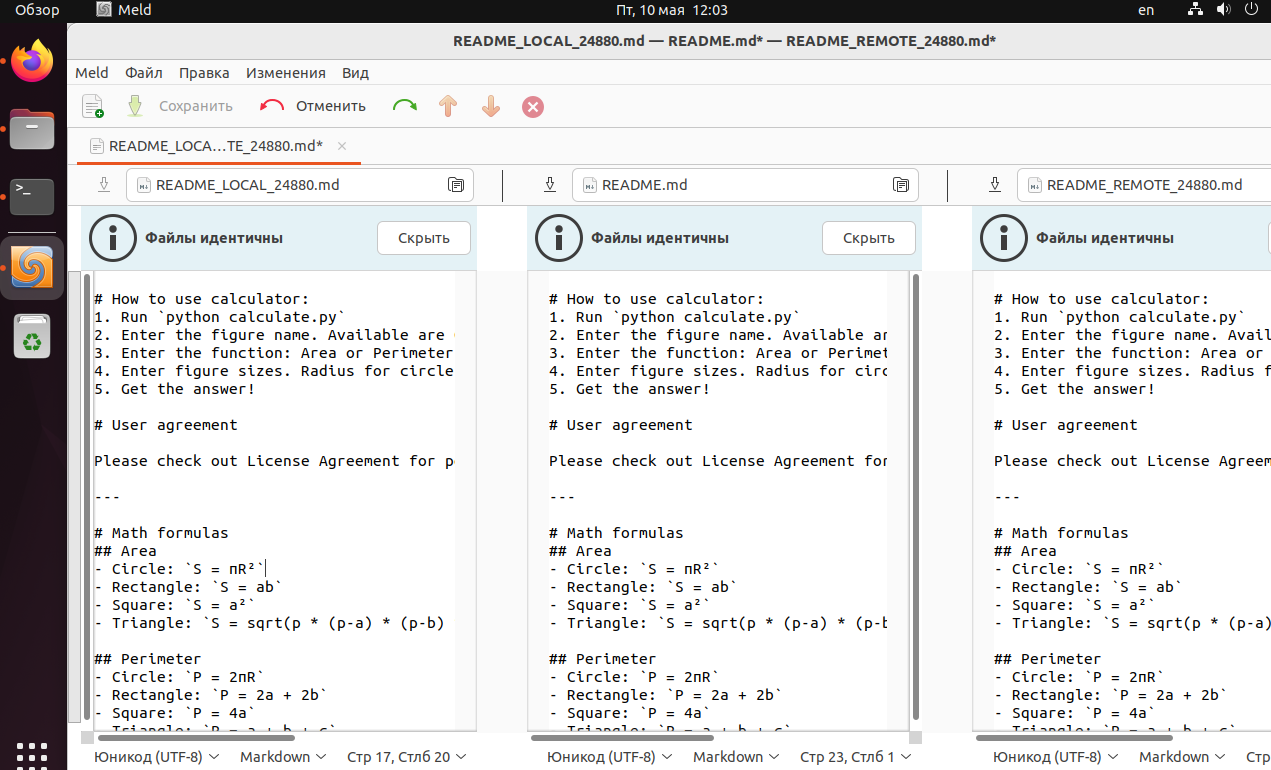 Обзор Meld Пт, 10 мая 12:03 en
README_LOCAL_24880.md — README.md* — README_REMOTE_24880.md*
Meld Файл Правка Изменения Вид
Сохранить Отменить
README_LOCA…TE_24880.md*
README_LOCAL_24880.md README.md README_REMOTE_24880.md
Файлы идентичны Скрыть Файлы идентичны Скрыть Файлы идентичны
# How to use calculator:
1. Run `python calculate.py`
2. Enter the figure name. Available are
3. Enter the function: Area or Perimeter
4. Enter figure sizes. Radius for circle
5. Get the answer!
# User agreement
Please check out License Agreement for p
---
# Math formulas
## Area
- Circle: `S = πR²`
- Rectangle: `S = ab`
- Square: `S = a²`
- Triangle: `S = sqrt(p * (p-a) * (p-b)
## Perimeter
- Circle: `P = 2πR`
- Rectangle: `P = 2a + 2b`
- Square: `P = 4a`
- Triangle: `P = a + b + c`
# How to use calculator:
1. Run `python calculate.py`
2. Enter the figure name. Available ar
3. Enter the function: Area or Perimet
4. Enter figure sizes. Radius for circ
5. Get the answer!
# User agreement
Please check out License Agreement for
---
# Math formulas
## Area
- Circle: `S = πR²`
- Rectangle: `S = ab`
- Square: `S = a²`
- Triangle: `S = sqrt(p * (p-a) * (p-b
## Perimeter
- Circle: `P = 2πR`
- Rectangle: `P = 2a + 2b`
- Square: `P = 4a`
- Triangle: `P = a + b + c
# How to use calculator:
1. Run `python calculate.py`
2. Enter the figure name. Avail
3. Enter the function: Area or
4. Enter figure sizes. Radius f
5. Get the answer!
# User agreement
Please check out License Agreem
---
# Math formulas
## Area
- Circle: `S = πR²`
- Rectangle: `S = ab`
- Square: `S = a²`
- Triangle: `S = sqrt(p * (p-a)
## Perimeter
- Circle: `P = 2πR`
- Rectangle: `P = 2a + 2b`
- Square: `P = 4a`
- Triangle: `P = a + b + c
Юникод (UTF-8) Markdown Стр 17, Стлб 20 Юникод (UTF-8) Markdown Стр 23, Стлб 1 Юникод (UTF-8) Markdown Стр